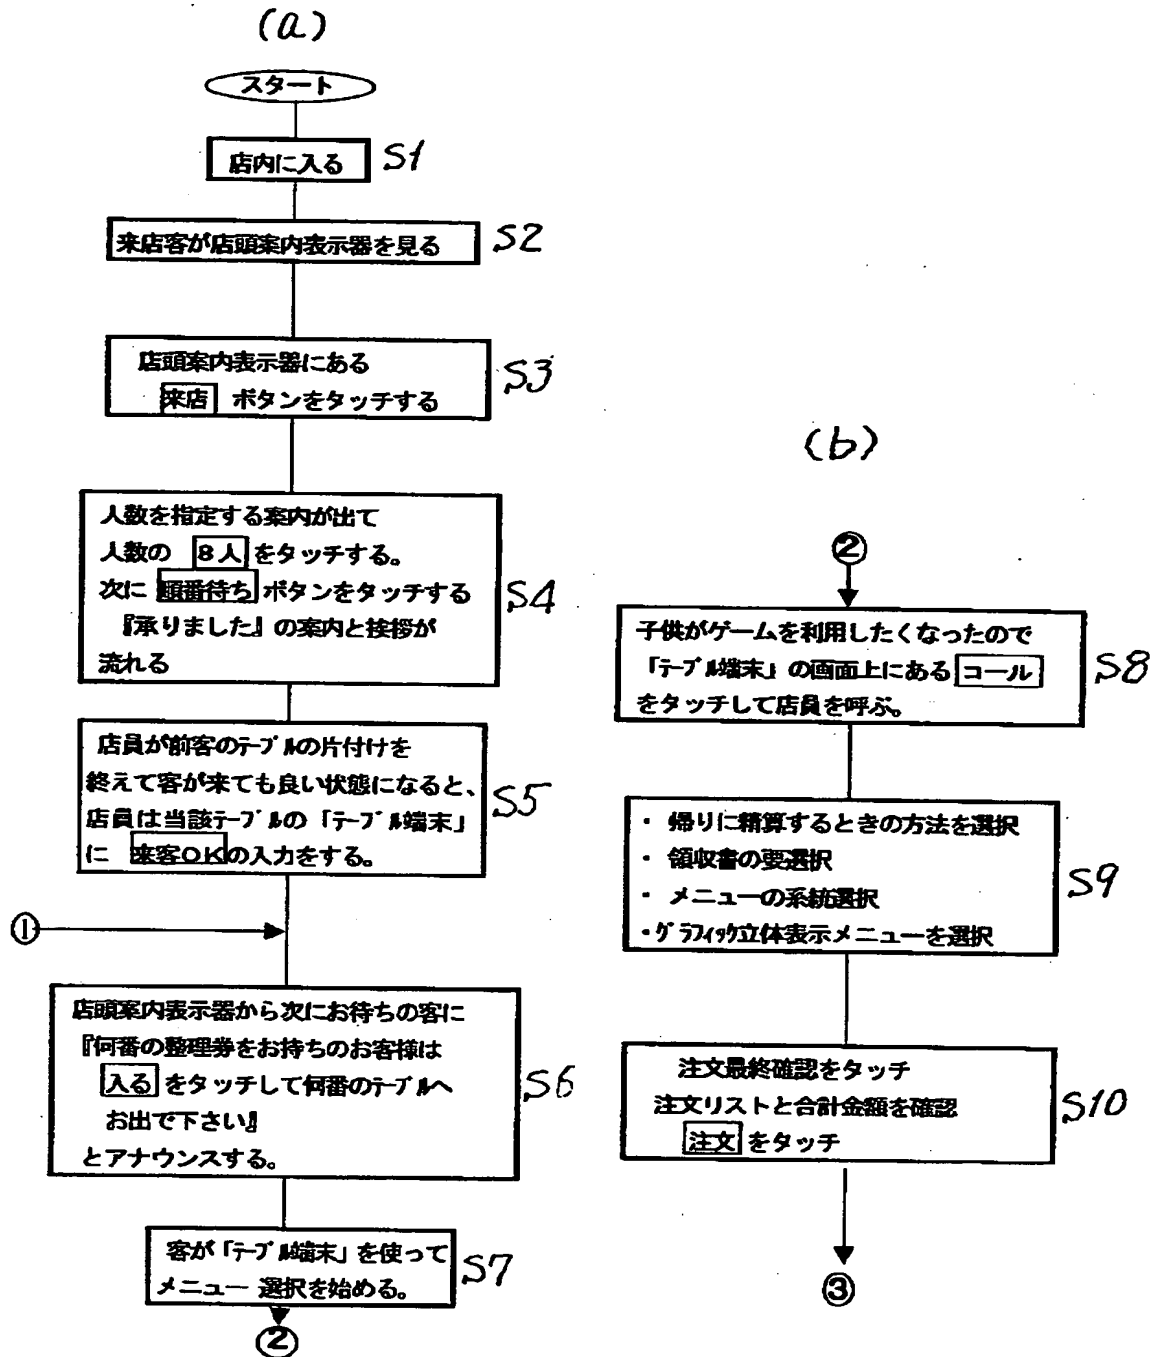 (a)
スタート
店内に入る
S1
来店客が店頭案内表示器を見る
S2
店頭案内表示器にある
来店 ボタンをタッチする
S3
人数を指定する案内が出て
人数の 8人 をタッチする。
次に 順番待ち ボタンをタッチする
『承りました』の案内と挨拶が
流れる
S4
店員が前客のテーブルの片付けを
終えて客が来ても良い状態になると、
店員は当該テーブルの「テーブル端末」
に 来客OK の入力をする。
S5
①
店頭案内表示器から次にお待ちの客に
『何番の整理券をお持ちのお客様は
入る をタッチして何番のテーブルへ
お出で下さい』
とアナウンスする。
S6
客が「テーブル端末」を使って
メニュー 選択を始める。
S7
②
(b)
②
子供がゲームを利用したくなったので
「テーブル端末」の画面上にある コール
をタッチして店員を呼ぶ。
S8
・ 帰りに精算するときの方法を選択
・ 領収書の要選択
・ メニューの系統選択
・グラフィック立体表示メニューを選択
S9
注文最終確認をタッチ
注文リストと合計金額を確認
注文 をタッチ
S10
③